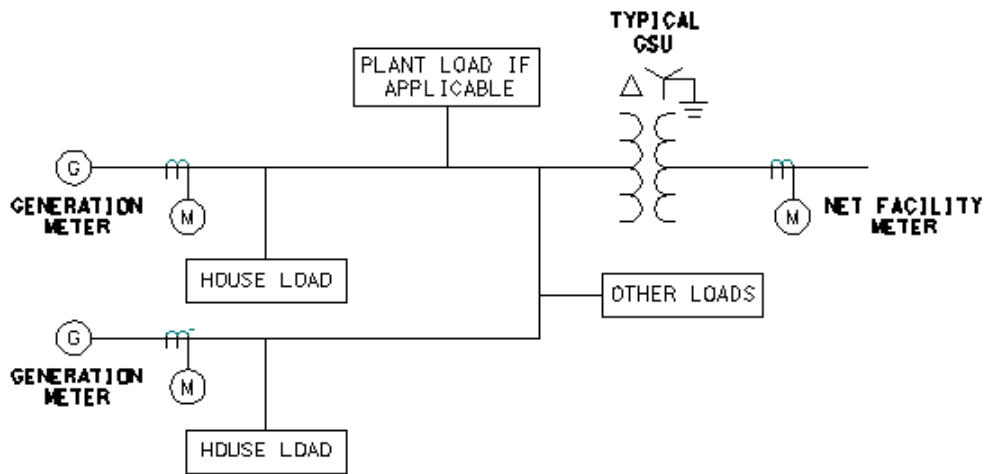 TYPICAL
GSU
PLANT LOAD IF
APPLICABLE
G
GENERATION
METER
M
M
NET FACILITY
METER
HOUSE LOAD
OTHER LOADS
G
GENERATION
METER
M
HOUSE LOAD